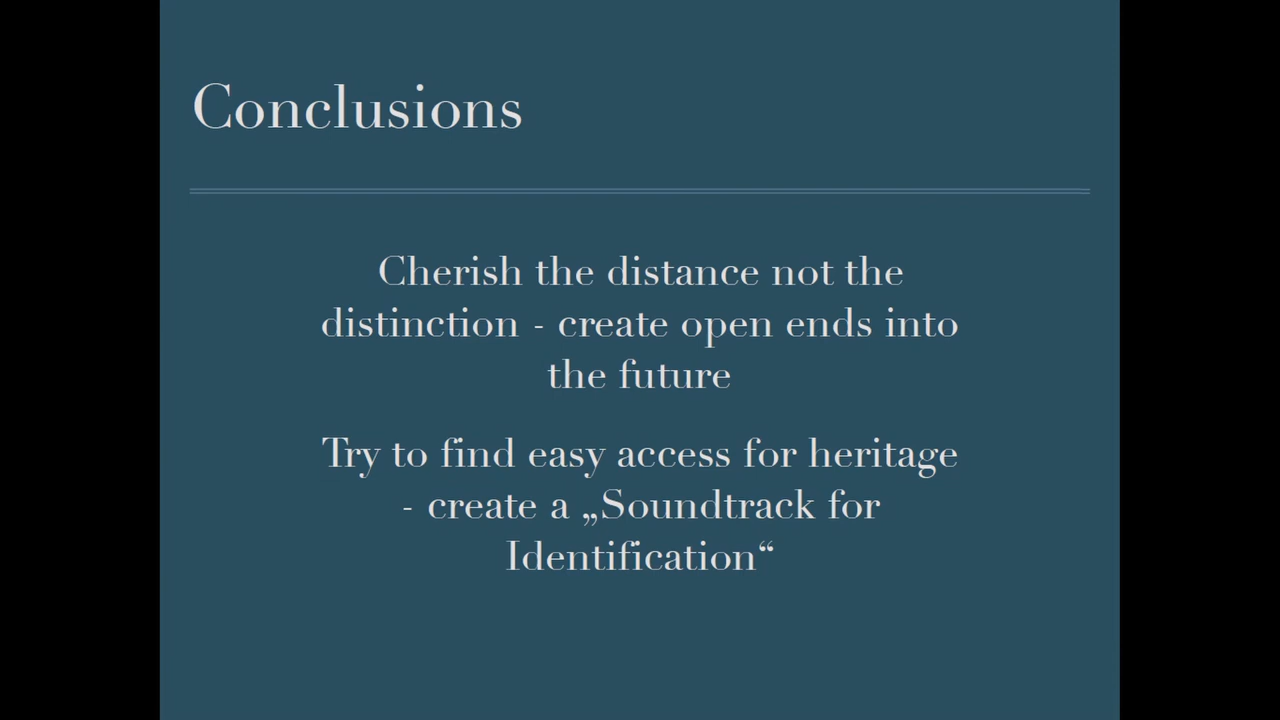 Conclusions
Cherish the distance not the
distinction - create open ends into
the future
Try to find easy access for heritage
- create a „Soundtrack for
Identification“